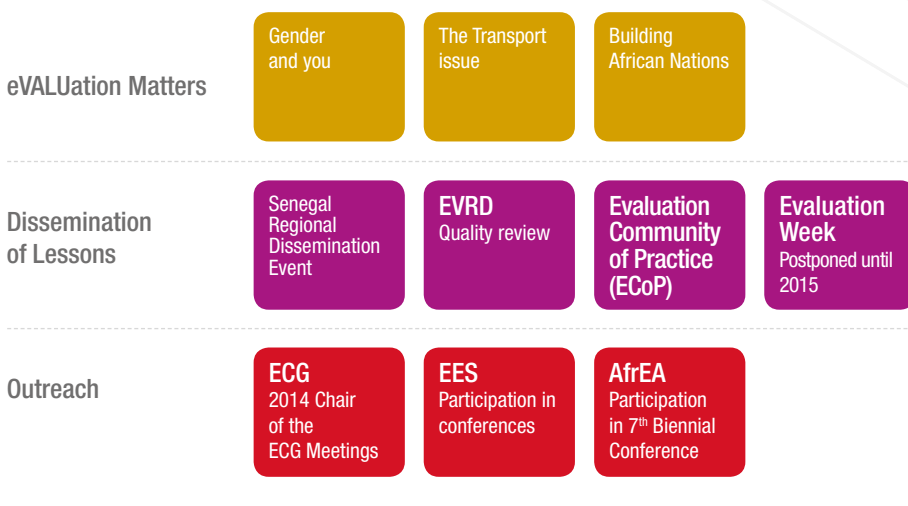 eVALUation Matters
Gender
and you
The Transport
issue
Building
African Nations
Dissemination
of Lessons
Senegal
Regional
Dissemination
Event
EVRD
Quality review
Evaluation
Community
of Practice
(ECoP)
Evaluation
Week
Postponed until
2015
Outreach
ECG
2014 Chair
of the
ECG Meetings
EES
Participation in
conferences
AfrEA
Participation
in 7th Biennial
Conference